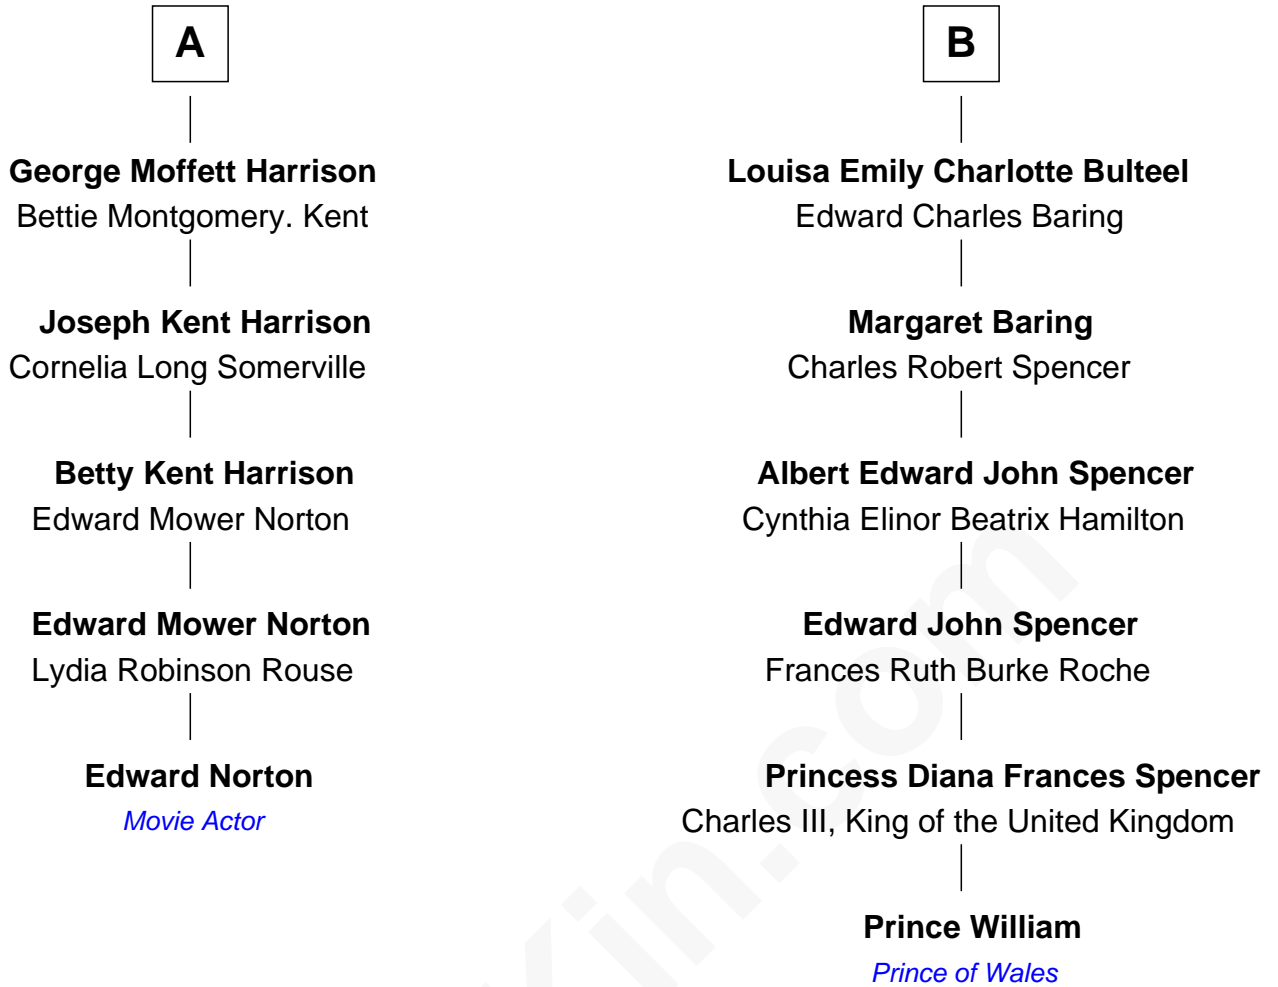 A
George Moffett Harrison
Bettie Montgomery. Kent
Joseph Kent Harrison
Cornelia Long Somerville
Betty Kent Harrison
Edward Mower Norton
Edward Mower Norton
Lydia Robinson Rouse
Edward Norton
Movie Actor
B
Louisa Emily Charlotte Bulteel
Edward Charles Baring
Margaret Baring
Charles Robert Spencer
Albert Edward John Spencer
Cynthia Elinor Beatrix Hamilton
Edward John Spencer
Frances Ruth Burke Roche
Princess Diana Frances Spencer
Charles III, King of the United Kingdom
Prince William
Prince of Wales
Kin.com